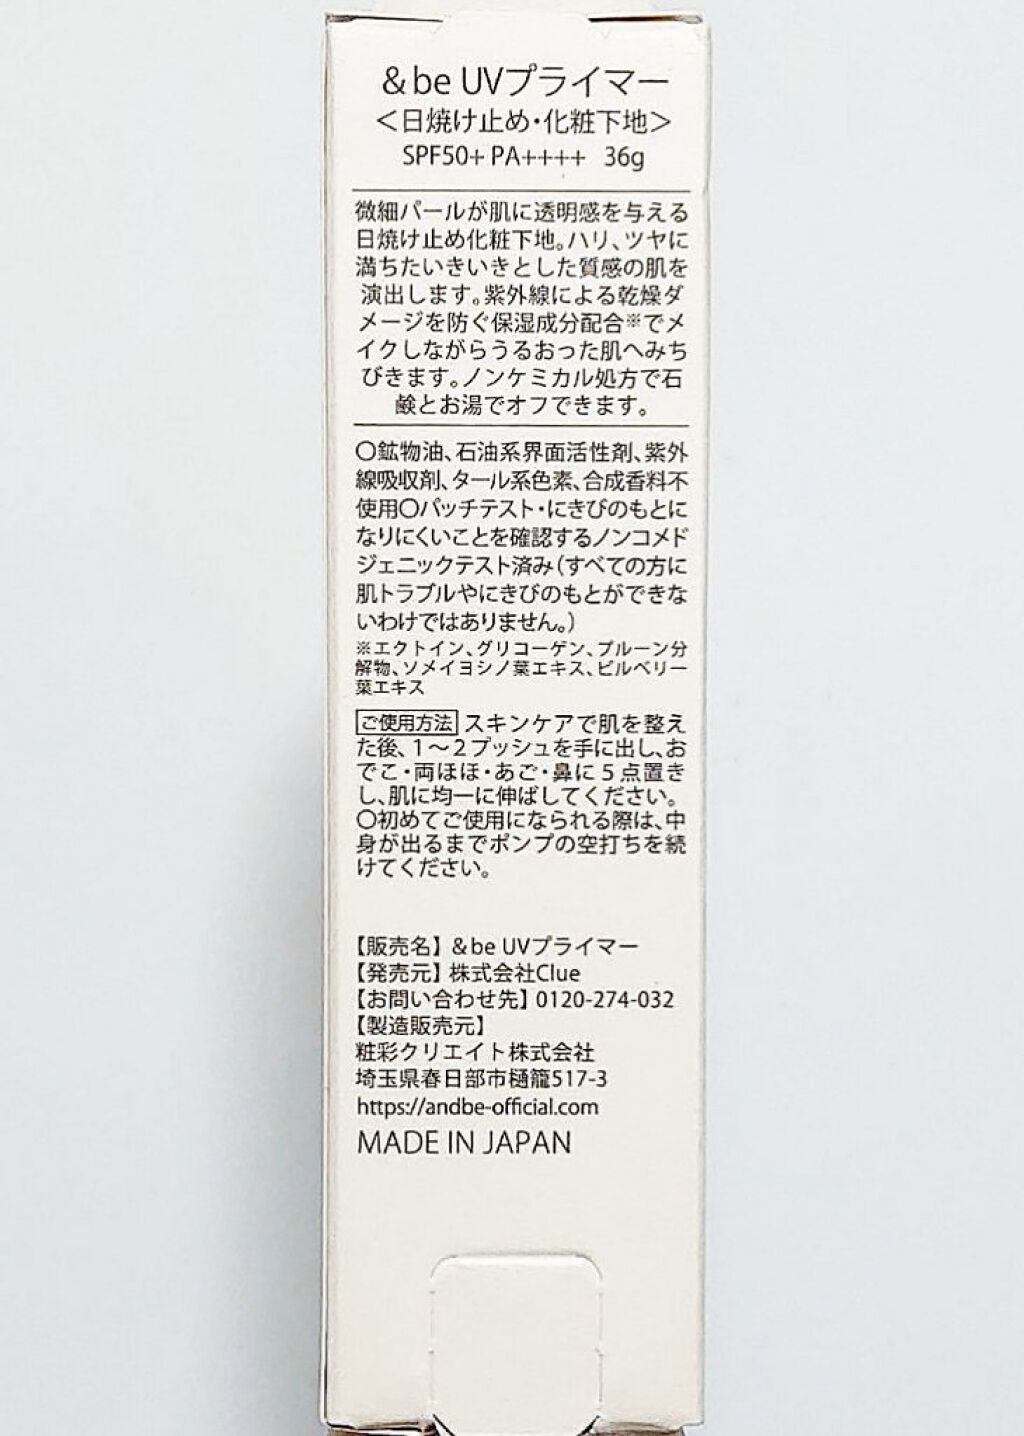 &be UVプライマー
＜日焼け止め・化粧下地＞
SPF50+ PA++++ 36g
微細パールが肌に透明感を与える
日焼け止め化粧下地。ハリ、ツヤに
満ちたいきいきとした質感の肌を
演出します。紫外線による乾燥ダ
メージを防ぐ保湿成分配合※でメ
イクしながらうるおった肌へみち
びきます。ノンケミカル処方で石
鹸とお湯でオフできます。
〇鉱物油、石油系界面活性剤、紫外
線吸収剤、タール系色素、合成香料不
使用〇パッチテスト・にきびのもとに
なりにくいことを確認するノンコメド
ジェニックテスト済み（すべての方に
肌トラブルやにきびのもとができな
いわけではありません。）
※エクトイン、グリコーゲン、プルーン分
解物、ソメイヨシノ葉エキス、ビルベリー
葉エキス
ご使用方法 スキンケアで肌を整え
た後、1～2プッシュを手に出し、お
でこ・両ほほ・あご・鼻に5点置き
し、肌に均一に伸ばしてください。
〇初めてご使用になられる際は、中
身が出るまでポンプの空打ちを続
けてください。
【販売名】&be UVプライマー
【発売元】株式会社Clue
【お問い合わせ先】0120-274-032
【製造販売元】
粧彩クリエイト株式会社
埼玉県春日部市樋籠517-3
https://andbe-official.com
MADE IN JAPAN